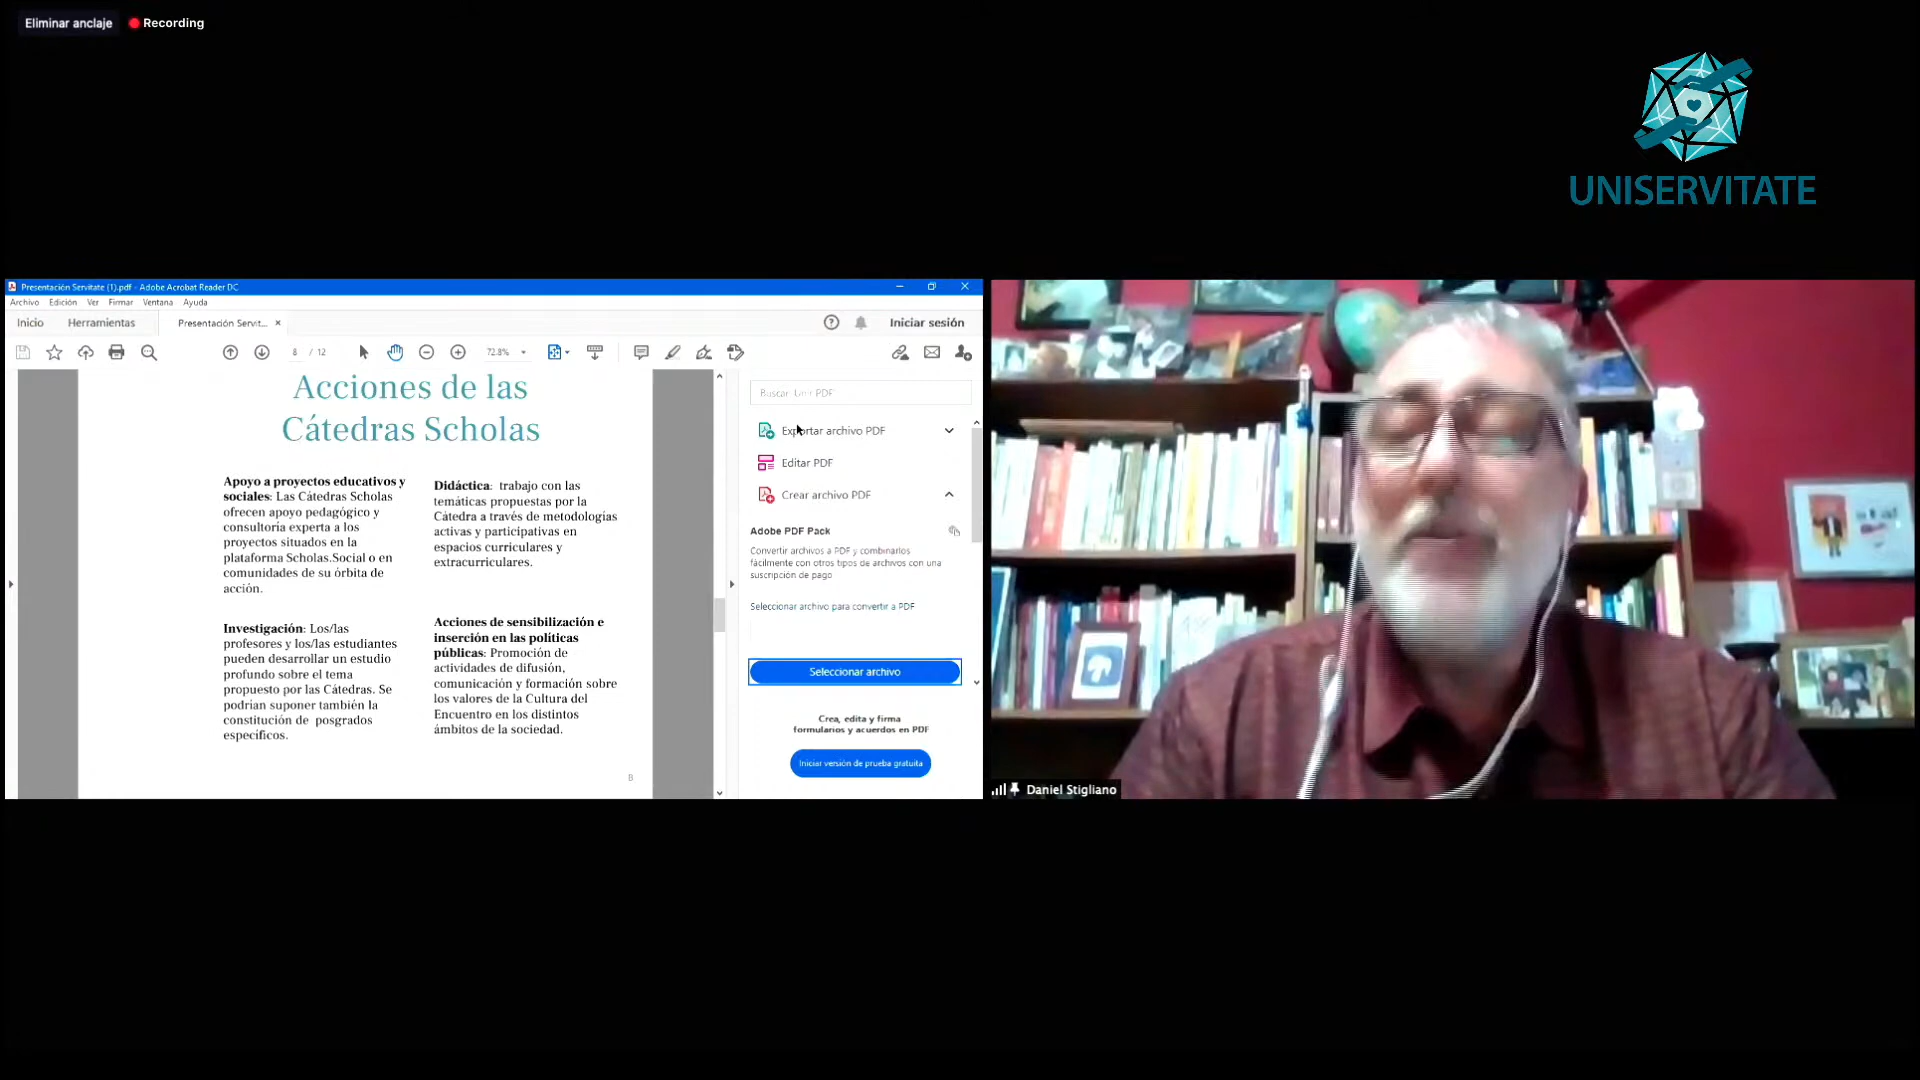 Eliminar anclaje
Recording
UNISERVITATE
Presentación Servitate (1).pdf - Adobe Acrobat Reader DC
Archivo Edición Ver Firmar Ventana Ayuda
Inicio Herramientas Presentación Servit... × Iniciar sesión
8 / 12 72.8%
Acciones de las
Cátedras Scholas
Apoyo a proyectos educativos y
sociales: Las Cátedras Scholas
ofrecen apoyo pedagógico y
consultoría experta a los
proyectos situados en la
plataforma Scholas.Social o en
comunidades de su órbita de
acción.
Investigación: Los/las
profesores y los/las estudiantes
pueden desarrollar un estudio
profundo sobre el tema
propuesto por las Cátedras. Se
podrian suponer también la
constitución de posgrados
específicos.
Didáctica: trabajo con las
temáticas propuestas por la
Cátedra a través de metodologías
activas y participativas en
espacios curriculares y
extracurriculares.
Acciones de sensibilización e
inserción en las políticas
públicas: Promoción de
actividades de difusión,
comunicación y formación sobre
los valores de la Cultura del
Encuentro en los distintos
ámbitos de la sociedad.
8
Exportar archivo PDF
Editar PDF
Crear archivo PDF
Adobe PDF Pack
Convertir archivos a PDF y combinarlos
fácilmente con otros tipos de archivos con una
suscripción de pago
Seleccionar archivo para convertir a PDF
Seleccionar archivo
Crea, edita y firma
formularios y acuerdos en PDF
Iniciar versión de prueba gratuita
Daniel Stigliano